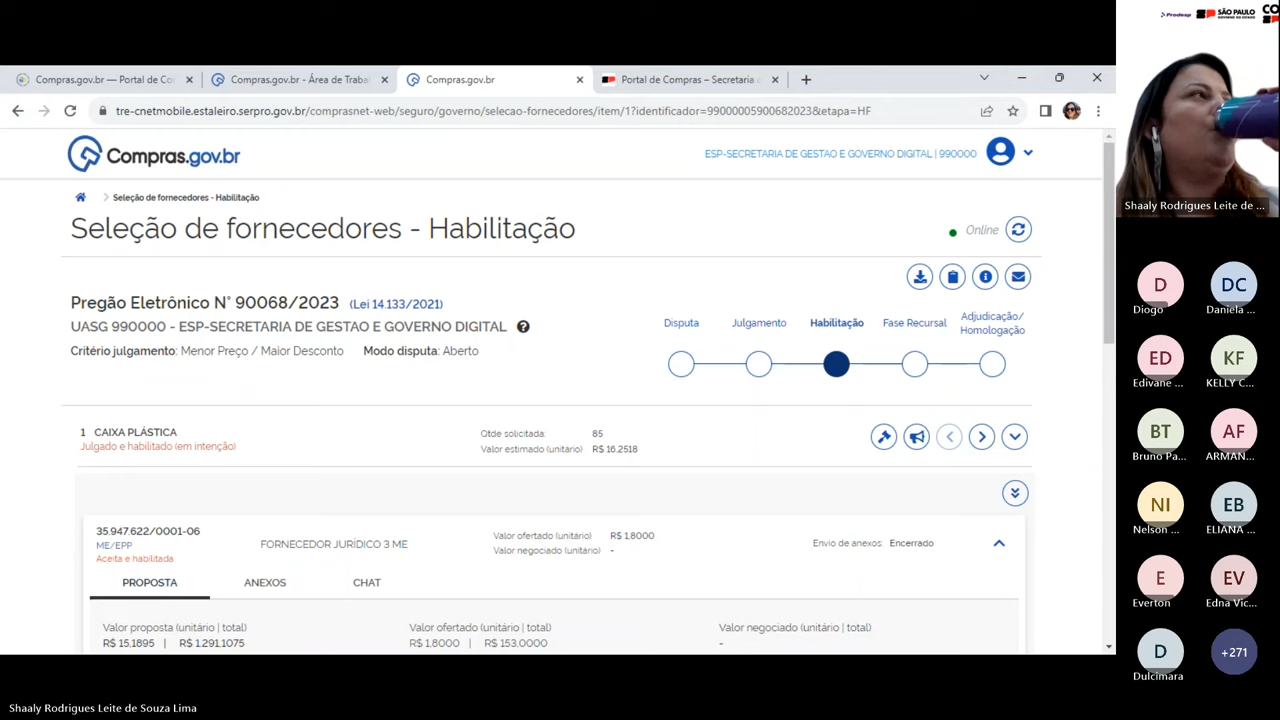 Compras.gov.br — Portal de Co
Compras.gov.br - Área de Traba
Compras.gov.br
Portal de Compras – Secretaria d
tre-cnetmobile.estaleiro.serpro.gov.br/comprasnet-web/seguro/governo/selecao-fornecedores/item/1?identificador=99000005900682023&etapa=HF
Compras.gov.br
ESP-SECRETARIA DE GESTAO E GOVERNO DIGITAL | 990000
Seleção de fornecedores - Habilitação
Seleção de fornecedores - Habilitação
Online
Pregão Eletrônico N° 90068/2023 (Lei 14.133/2021)
UASG 990000 - ESP-SECRETARIA DE GESTAO E GOVERNO DIGITAL
Critério julgamento: Menor Preço / Maior Desconto Modo disputa: Aberto
Disputa
Julgamento
Habilitação
Fase Recursal
Adjudicação/
Homologação
1 CAIXA PLÁSTICA
Julgado e habilitado (em intenção)
Qtde solicitada: 85
Valor estimado (unitário) R$ 16,2518
35.947.622/0001-06
ME/EPP
Aceita e habilitada
FORNECEDOR JURÍDICO 3 ME
Valor ofertado (unitário) R$ 1,8000
Valor negociado (unitário) -
Envio de anexos: Encerrado
PROPOSTA ANEXOS CHAT
Valor proposta (unitário | total)
R$ 15,1895 | R$ 1.291,1075
Valor ofertado (unitário | total)
R$ 1,8000 | R$ 153,0000
Valor negociado (unitário | total)
-
Prodesp
SP SÃO PAULO
GOVERNO DO ESTADO
CO
Shaaly Rodrigues Leite de ...
D
Diogo
DC
Daniela ...
ED
Edivane ...
KF
KELLY C...
BT
Bruno Pa...
AF
ARMAN...
NI
Nelson ...
EB
ELIANA ...
E
Everton
EV
Edna Vic...
D
Dulcimara
+271
Shaaly Rodrigues Leite de Souza Lima